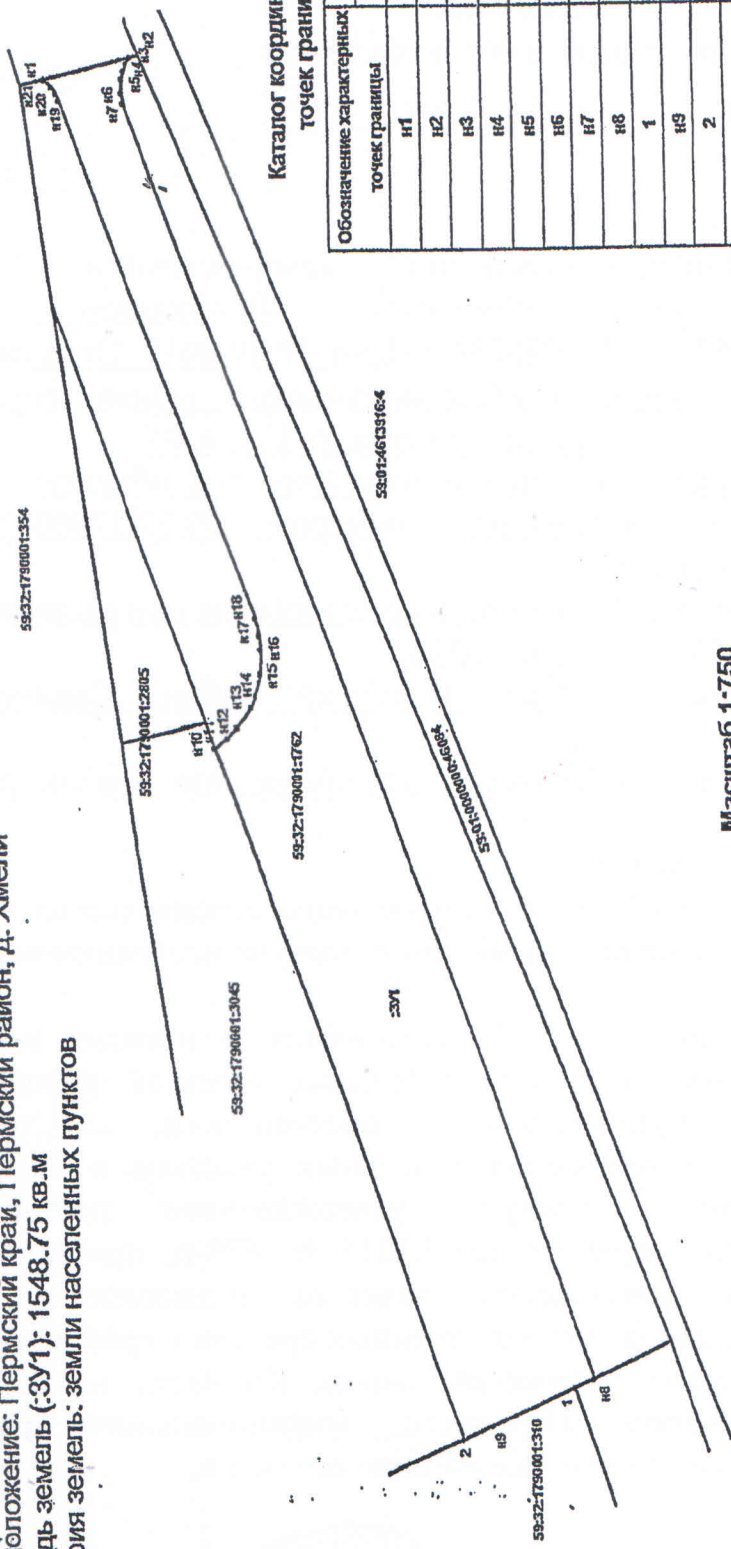 оложение: Пермский край, Пермский район, д. Хмели
дь земель (:ЗУ1): 1548.75 кв.м
рия земель: земли населенных пунктов
59:32:1790001:354
59:32:1790001:2805
59:32:1790001:3045
59:32:1790001:1762
:ЗУ1
59:01:4613916:4
59:01:0000000:45084
59:32:1790001:310
н21 н1
н20
н19
н7 н6
н5 н4 н3 н2
н10
н11
н12
н13
н14
н15 н16
н17 н18
2
н9
1
н8
Масштаб 1:750
Каталог координ
точек грани
Обозначение характерных
точек границы
н1
н2
н3
н4
н5
н6
н7
н8
1
н9
2